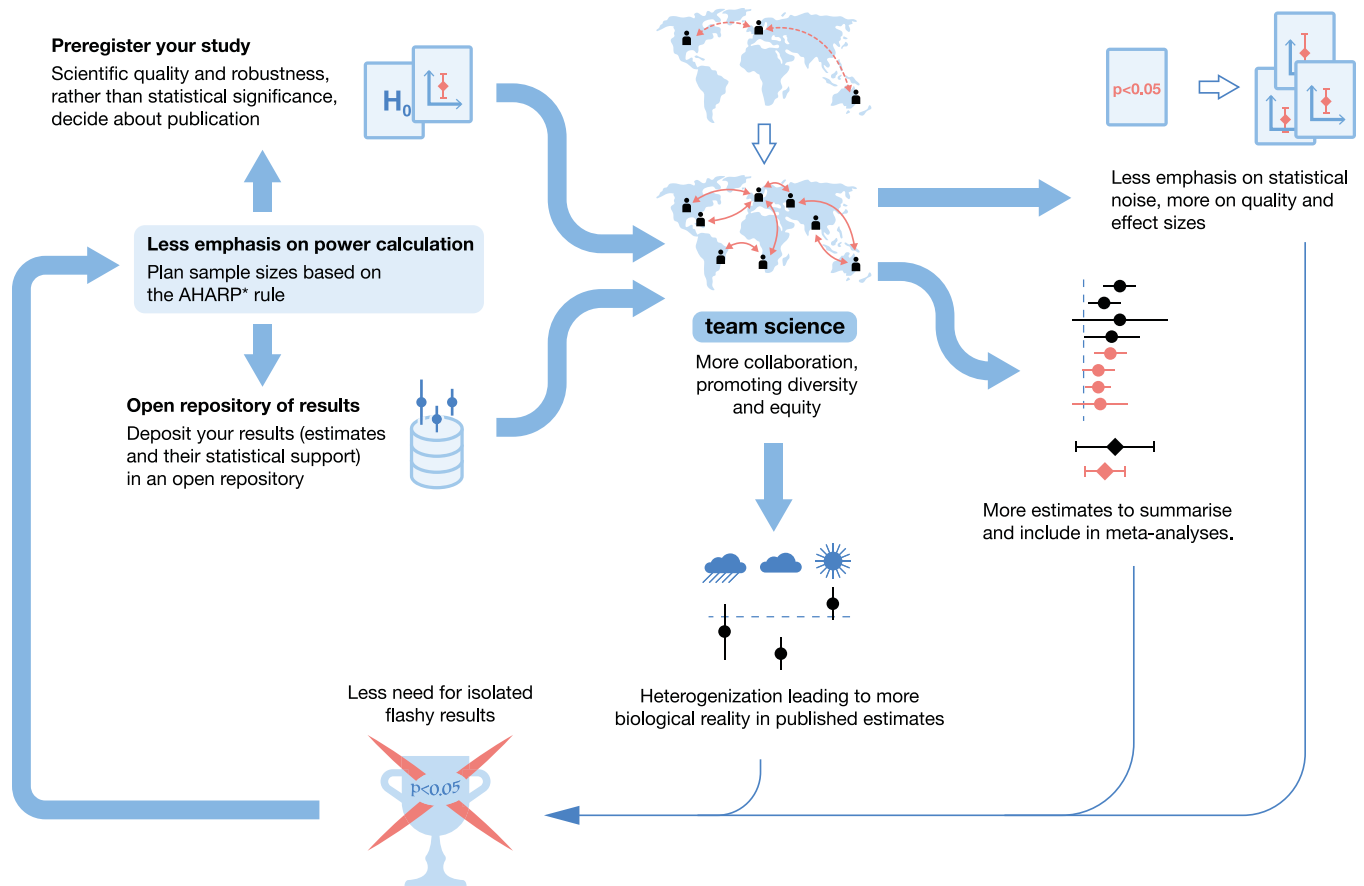 Preregister your study
Scientific quality and robustness,
rather than statistical significance,
decide about publication
H0
Less emphasis on power calculation
Plan sample sizes based on
the AHARP* rule
Open repository of results
Deposit your results (estimates
and their statistical support)
in an open repository
team science
More collaboration,
promoting diversity
and equity
p<0.05
Less emphasis on statistical
noise, more on quality and
effect sizes
More estimates to summarise
and include in meta-analyses.
Heterogenization leading to more
biological reality in published estimates
Less need for isolated
flashy results
p<0.05